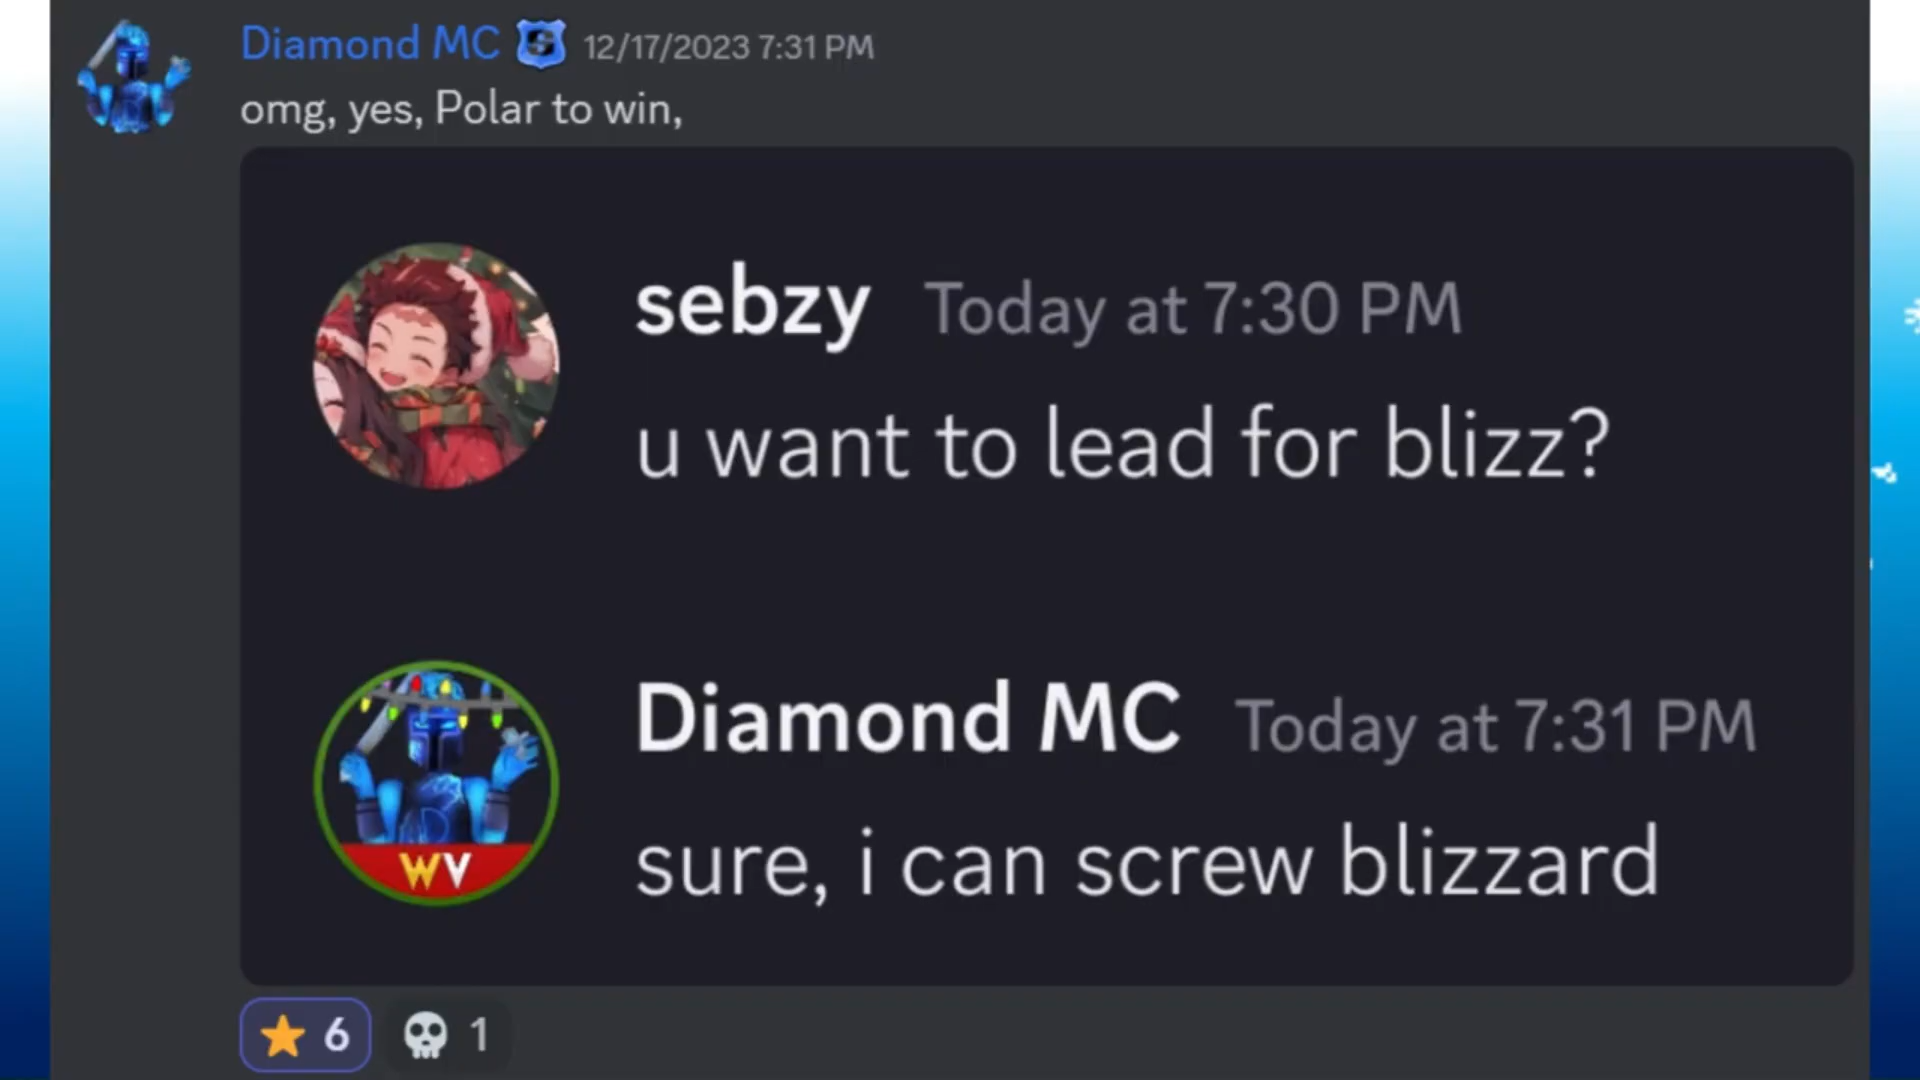 Diamond MC 12/17/2023 7:31 PM
omg, yes, Polar to win,
sebzy Today at 7:30 PM
u want to lead for blizz?
Diamond MC Today at 7:31 PM
WV
sure, i can screw blizzard
6 1